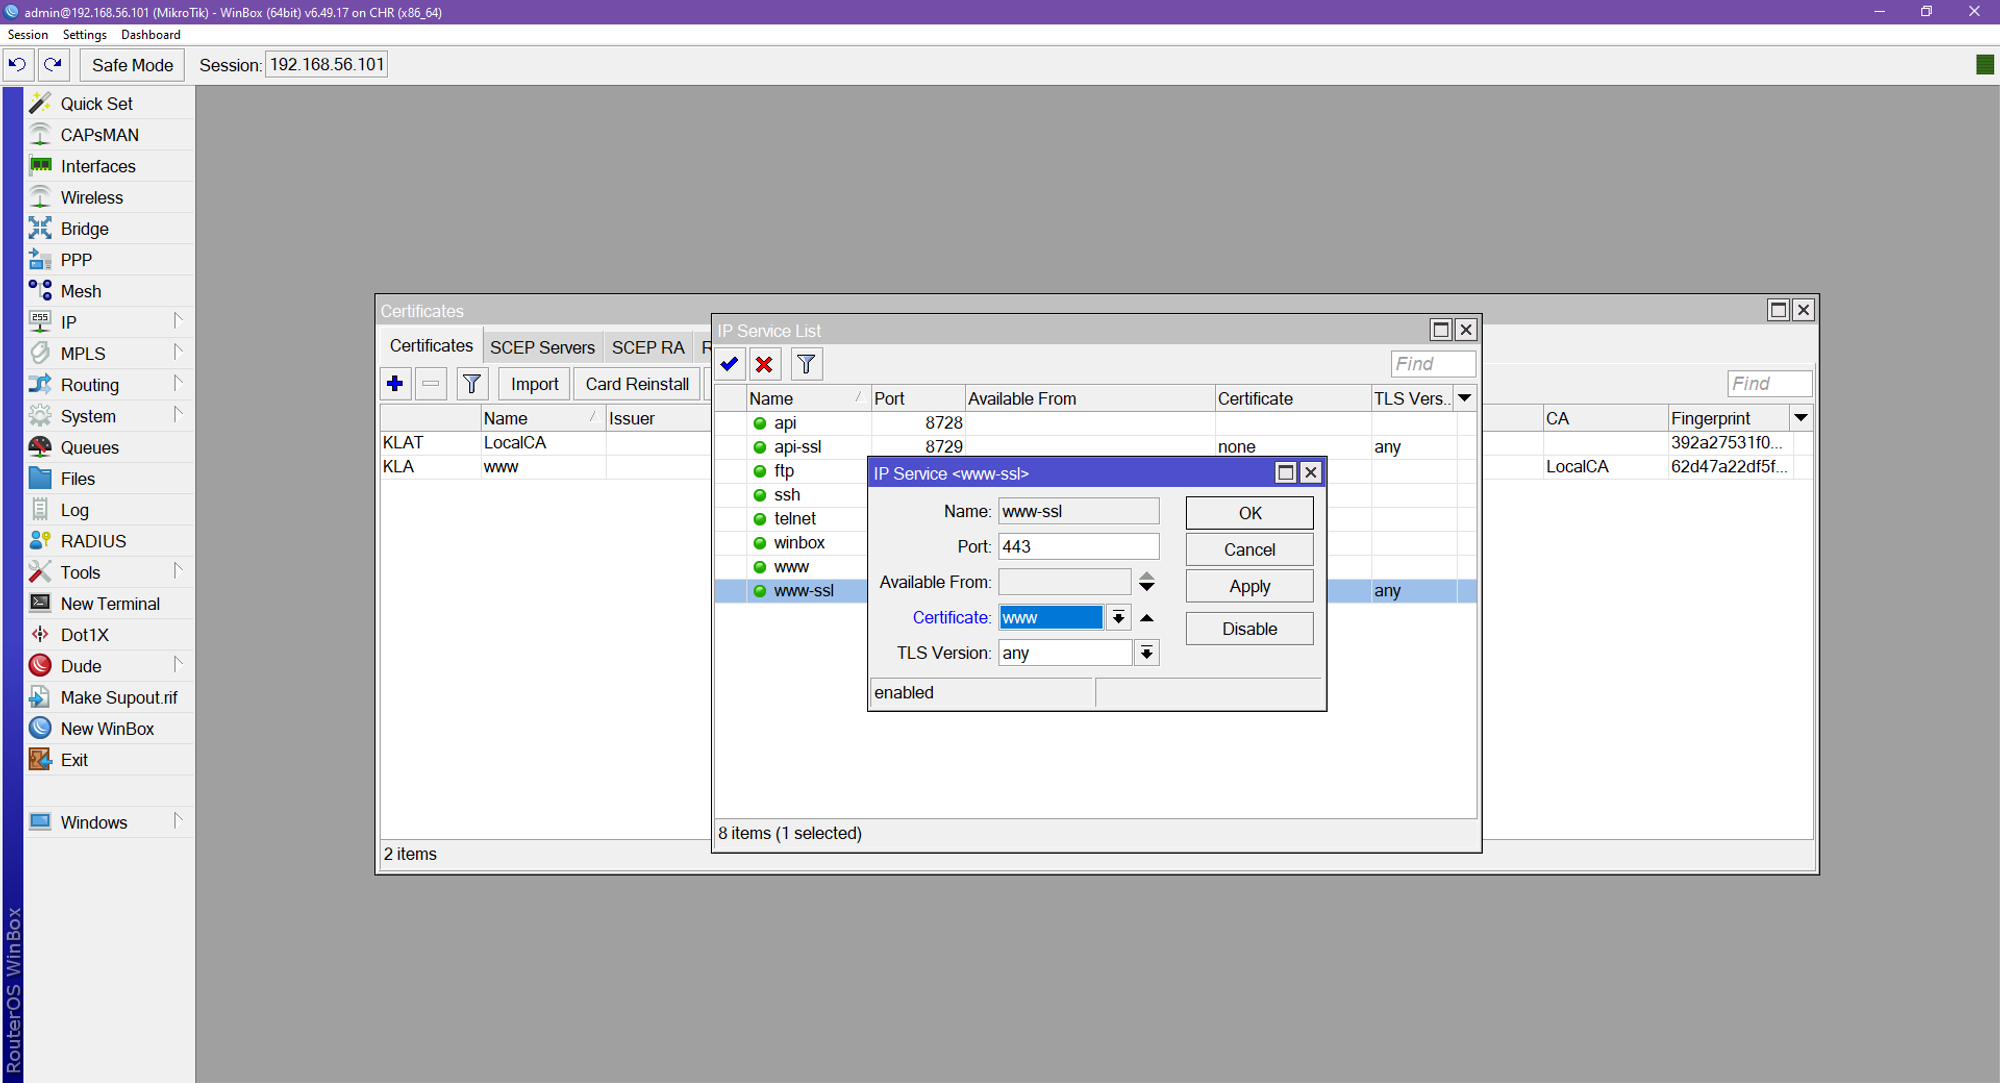 admin@192.168.56.101 (MikroTik) - WinBox (64bit) v6.49.17 on CHR (x86_64)
Session Settings Dashboard
Safe Mode Session: 192.168.56.101
Quick Set
CAPsMAN
Interfaces
Wireless
Bridge
PPP
Mesh
IP
MPLS
Routing
System
Queues
Files
Log
RADIUS
Tools
New Terminal
Dot1X
Dude
Make Supout.rif
New WinBox
Exit
Windows
RouterOS WinBox
Certificates
Certificates SCEP Servers SCEP RA R
Import Card Reinstall
Find
Name Issuer CA Fingerprint
KLAT LocalCA 392a27531f0...
KLA www LocalCA 62d47a22df5f...
2 items
IP Service List
Find
Name Port Available From Certificate TLS Vers..
api 8728
api-ssl 8729 none any
ftp
ssh
telnet
winbox
www
www-ssl any
8 items (1 selected)
IP Service <www-ssl>
Name: www-ssl
Port: 443
Available From:
Certificate: www
TLS Version: any
OK
Cancel
Apply
Disable
enabled